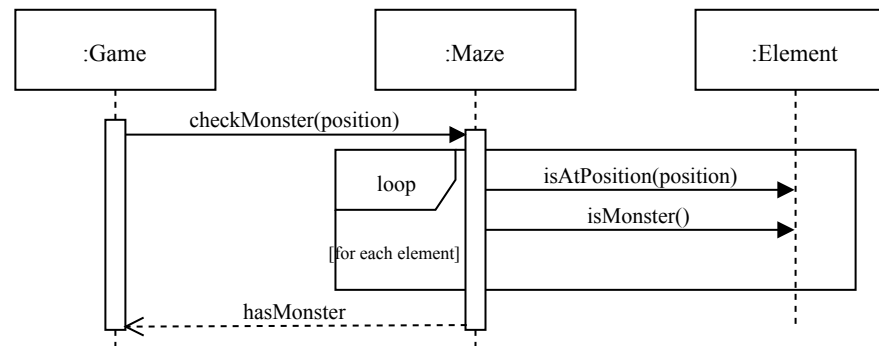 :Game
:Maze
:Element
checkMonster(position)
loop
isAtPosition(position)
isMonster()
[for each element]
hasMonster